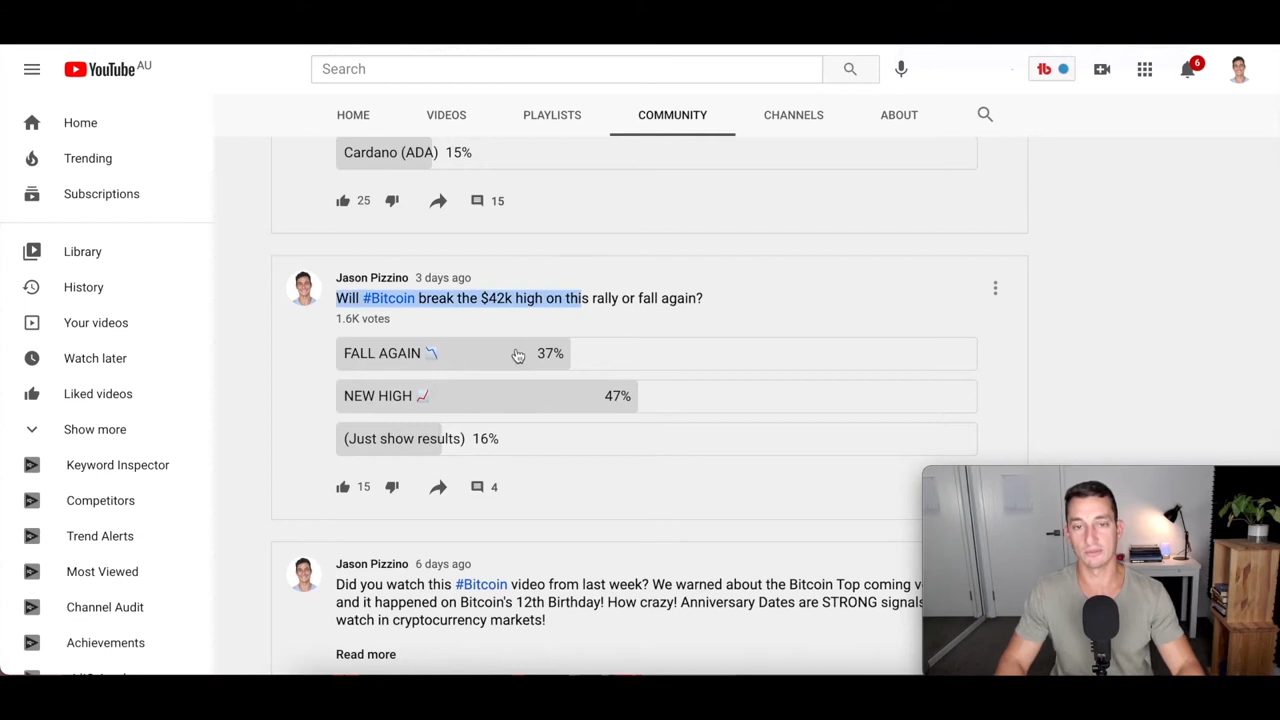 YouTube AU
Search
6
HOME VIDEOS PLAYLISTS COMMUNITY CHANNELS ABOUT
Home
Trending
Subscriptions
Library
History
Your videos
Watch later
Liked videos
Show more
Keyword Inspector
Competitors
Trend Alerts
Most Viewed
Channel Audit
Achievements
Cardano (ADA) 15%
25 15
Jason Pizzino 3 days ago
Will #Bitcoin break the $42k high on this rally or fall again?
1.6K votes
FALL AGAIN 📉 37%
NEW HIGH 📈 47%
(Just show results) 16%
15 4
Jason Pizzino 6 days ago
Did you watch this #Bitcoin video from last week? We warned about the Bitcoin Top coming
and it happened on Bitcoin's 12th Birthday! How crazy! Anniversary Dates are STRONG signals
watch in cryptocurrency markets!
Read more